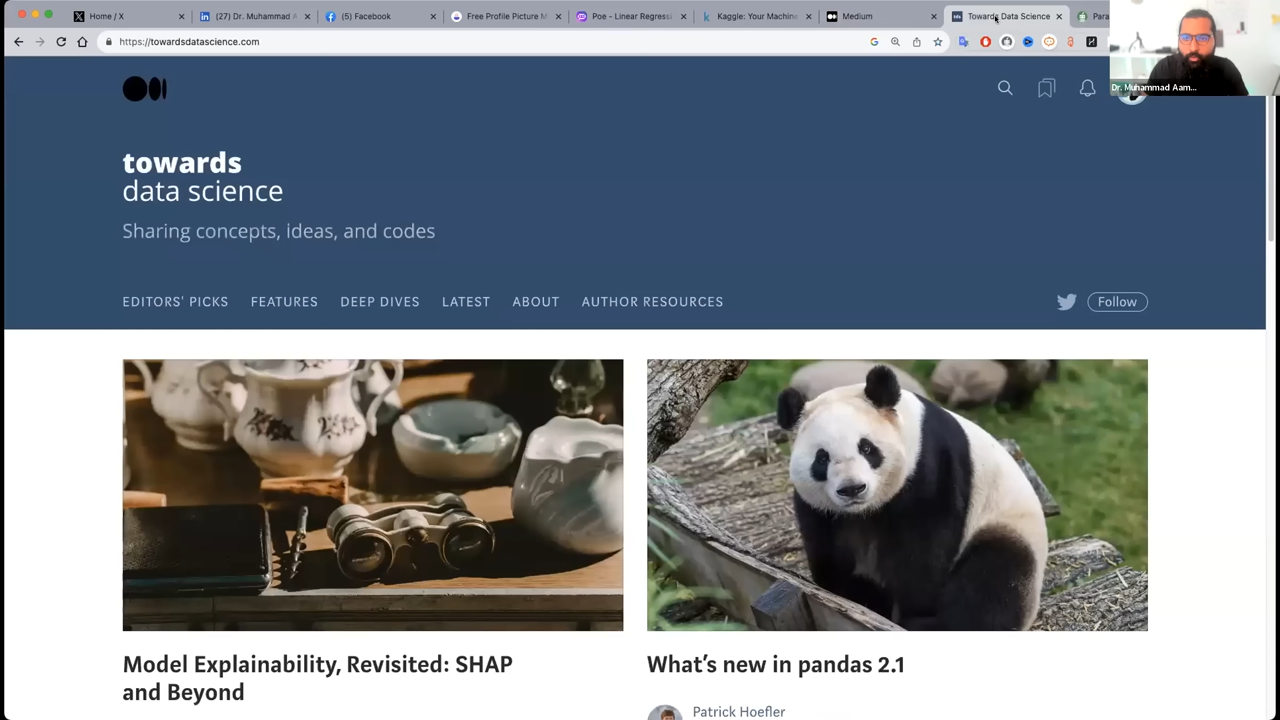 Home / X
(27) Dr. Muhammad A
(5) Facebook
Free Profile Picture M
Poe - Linear Regressi
Kaggle: Your Machine
Medium
Towards Data Science
Para
https://towardsdatascience.com
Dr. Muhammad Aam...
towards
data science
Sharing concepts, ideas, and codes
EDITORS' PICKS
FEATURES
DEEP DIVES
LATEST
ABOUT
AUTHOR RESOURCES
Follow
Model Explainability, Revisited: SHAP
and Beyond
What's new in pandas 2.1
Patrick Hoefler